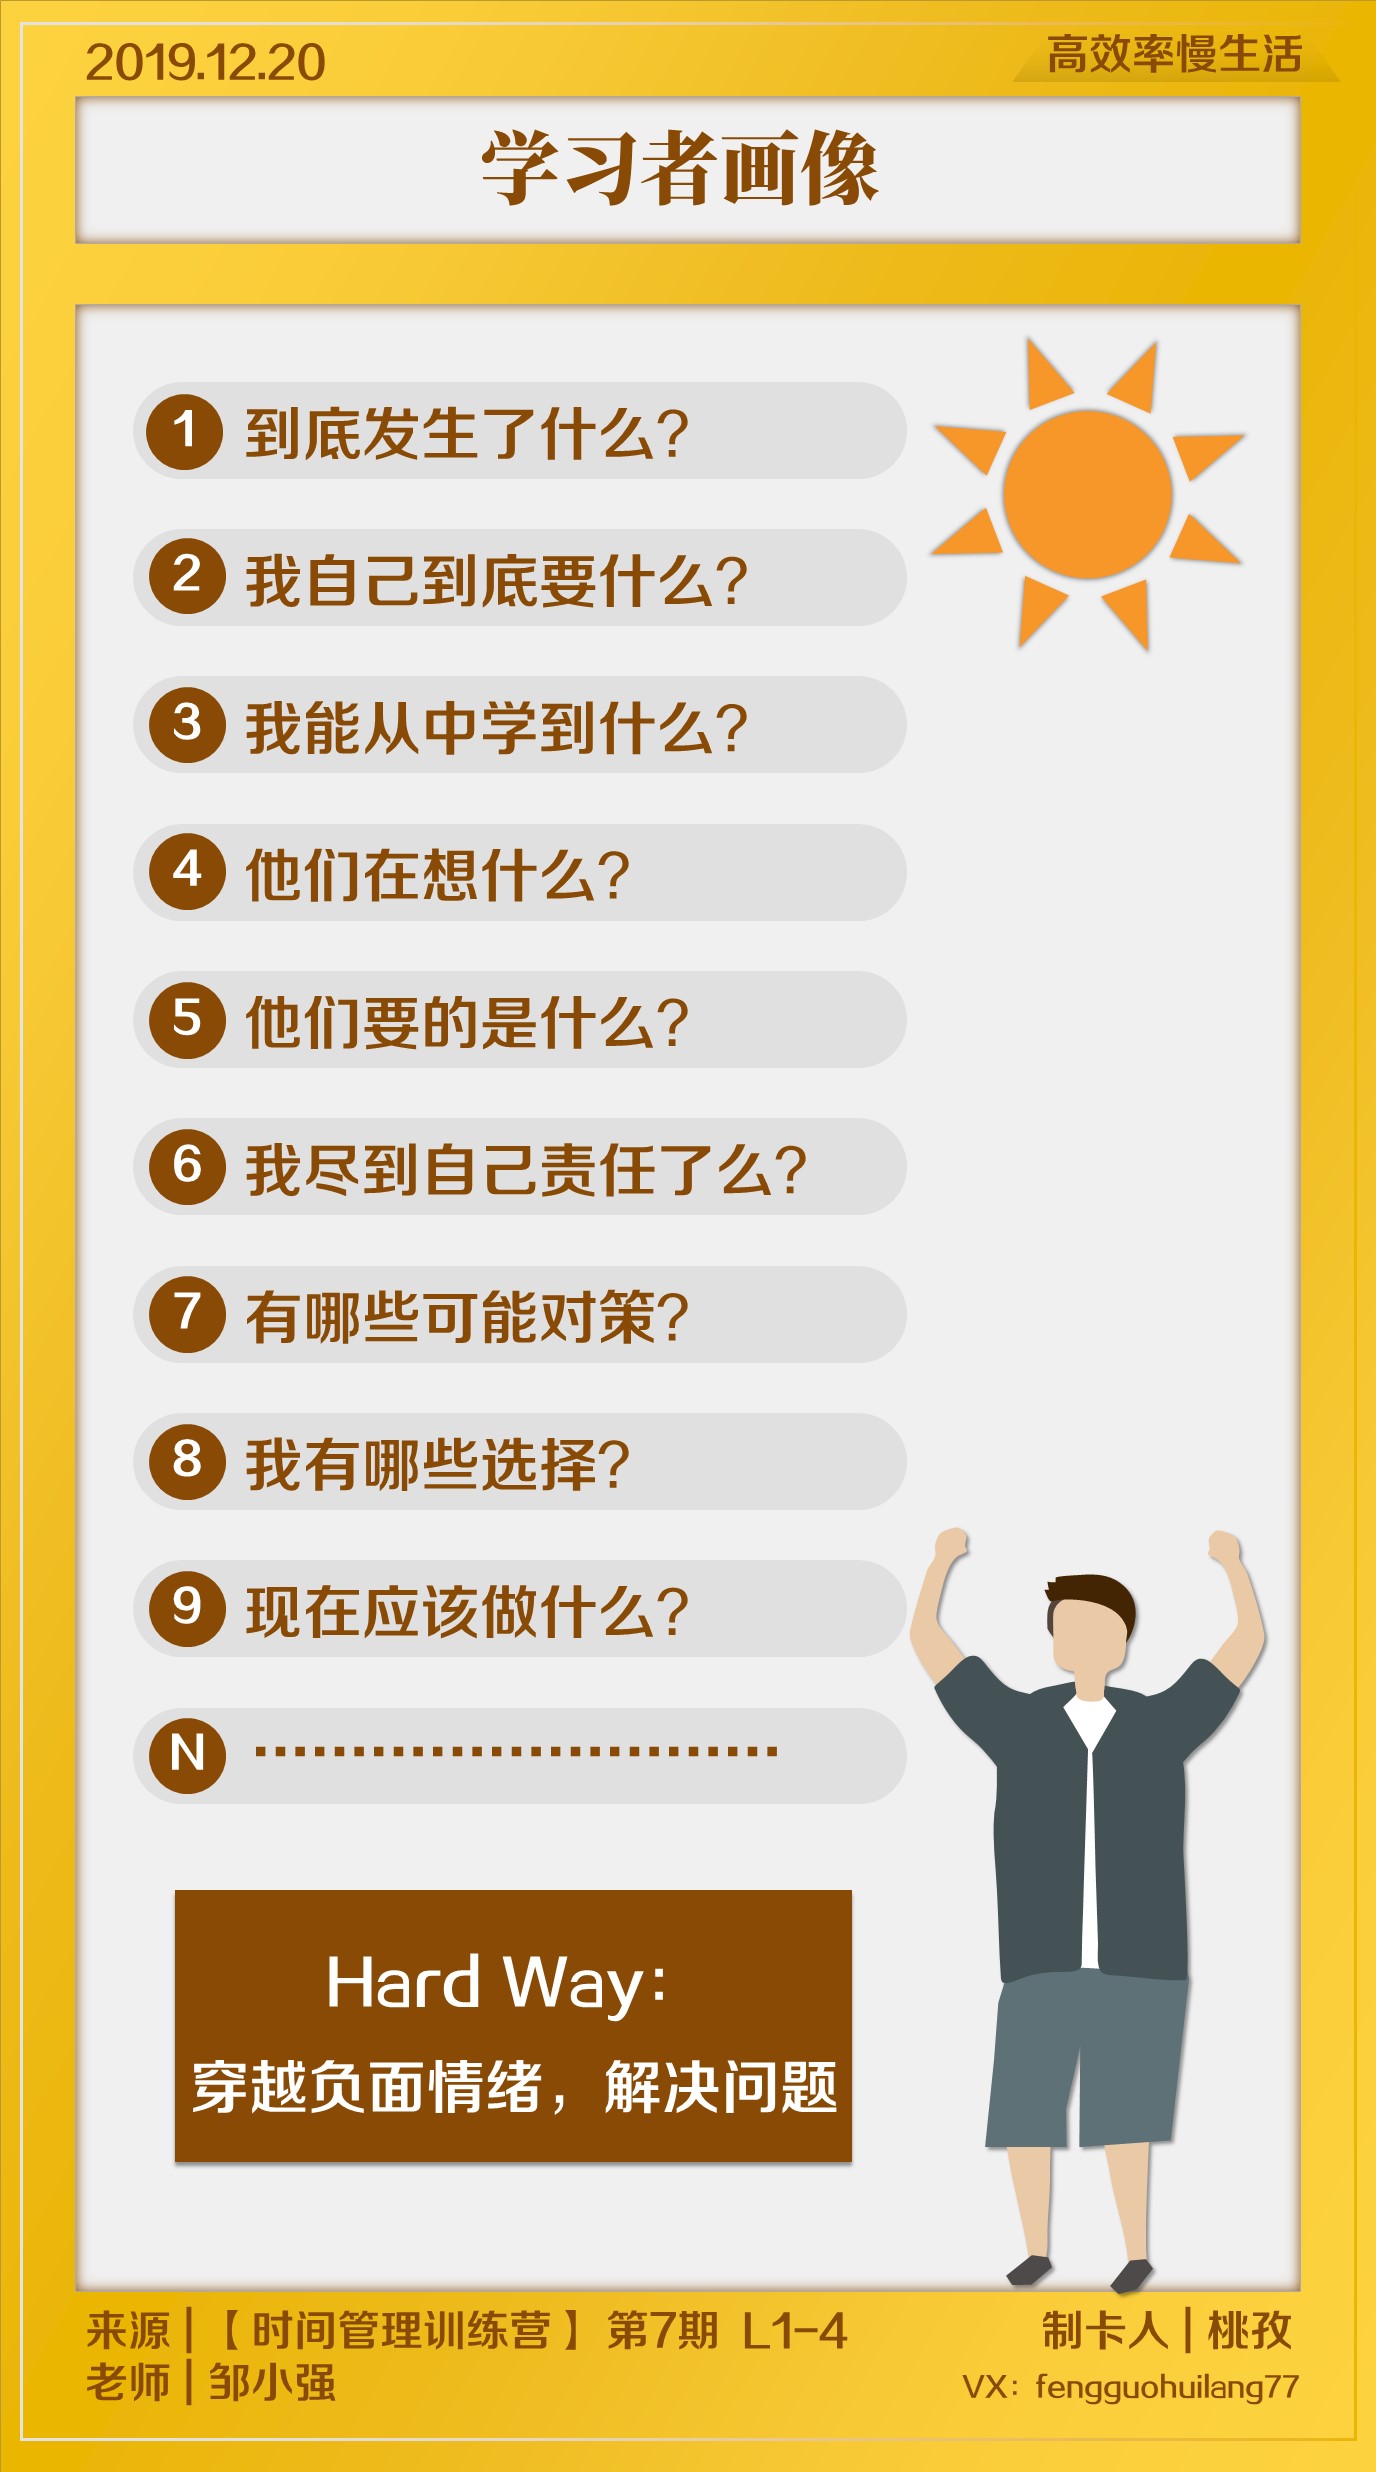 2019.12.20
高效率慢生活
学习者画像
1 到底发生了什么？
2 我自己到底要什么？
3 我能从中学到什么？
4 他们在想什么？
5 他们要的是什么？
6 我尽到自己责任了么？
7 有哪些可能对策？
8 我有哪些选择？
9 现在应该做什么？
N ···························
Hard Way：
穿越负面情绪，解决问题
来源｜【时间管理训练营】第7期 L1-4
制卡人｜桃孜
老师｜邹小强
VX：fengguohuilang77